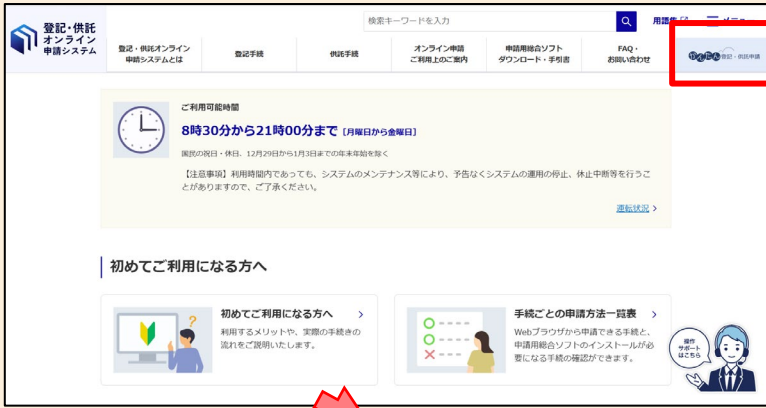 登記・供託
オンライン
申請システム
検索キーワードを入力
用語集
メニュー
登記・供託オンライン
申請システムとは
登記手続
供託手続
オンライン申請
ご利用上のご案内
申請用総合ソフト
ダウンロード・手引書
FAQ・
お問い合わせ
かんたん登記・供託申請
ご利用可能時間
8時30分から21時00分まで [月曜日から金曜日]
国民の祝日・休日、12月29日から1月3日までの年末年始を除く
【注意事項】利用時間内であっても、システムのメンテナンス等により、予告なくシステムの運用の停止、休止中断等を行うこ
とがありますので、ご了承ください。
運転状況
初めてご利用になる方へ
初めてご利用になる方へ
利用するメリットや、実際の手続きの
流れをご説明いたします。
手続ごとの申請方法一覧表
Webブラウザから申請できる手続と、
申請用総合ソフトのインストールが必
要になる手続の確認ができます。
操作
サポート
はこちら